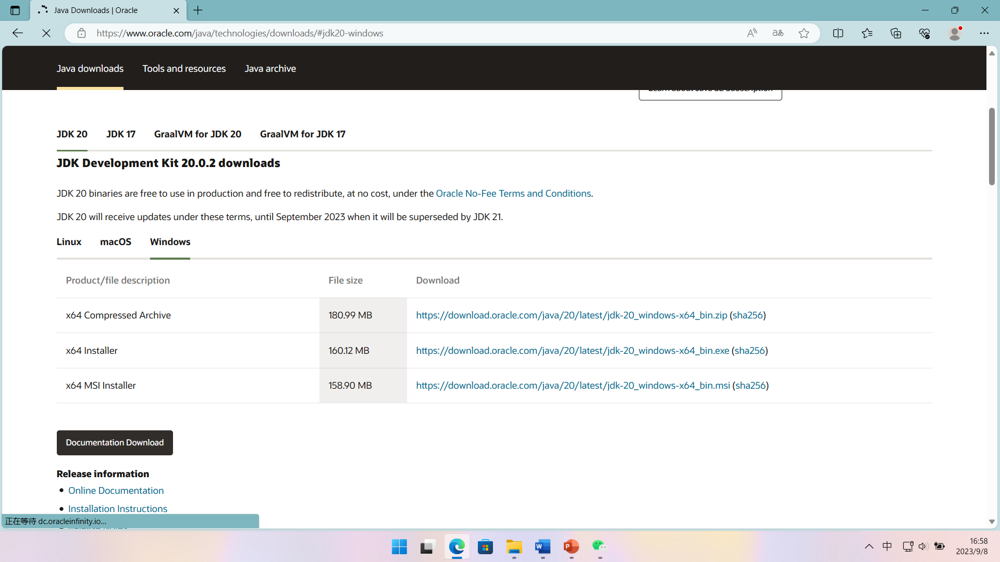 Java Downloads | Oracle
https://www.oracle.com/java/technologies/downloads/#jdk20-windows
Java downloads Tools and resources Java archive
Learn about Java SE Subscription
JDK 20 JDK 17 GraalVM for JDK 20 GraalVM for JDK 17
JDK Development Kit 20.0.2 downloads
JDK 20 binaries are free to use in production and free to redistribute, at no cost, under the Oracle No-Fee Terms and Conditions.
JDK 20 will receive updates under these terms, until September 2023 when it will be superseded by JDK 21.
Linux macOS Windows
Product/file description File size Download
x64 Compressed Archive 180.99 MB https://download.oracle.com/java/20/latest/jdk-20_windows-x64_bin.zip (sha256)
x64 Installer 160.12 MB https://download.oracle.com/java/20/latest/jdk-20_windows-x64_bin.exe (sha256)
x64 MSI Installer 158.90 MB https://download.oracle.com/java/20/latest/jdk-20_windows-x64_bin.msi (sha256)
Documentation Download
Release information
Online Documentation
Installation Instructions
正在等待 dc.oracleinfinity.io...
中
16:58
2023/9/8